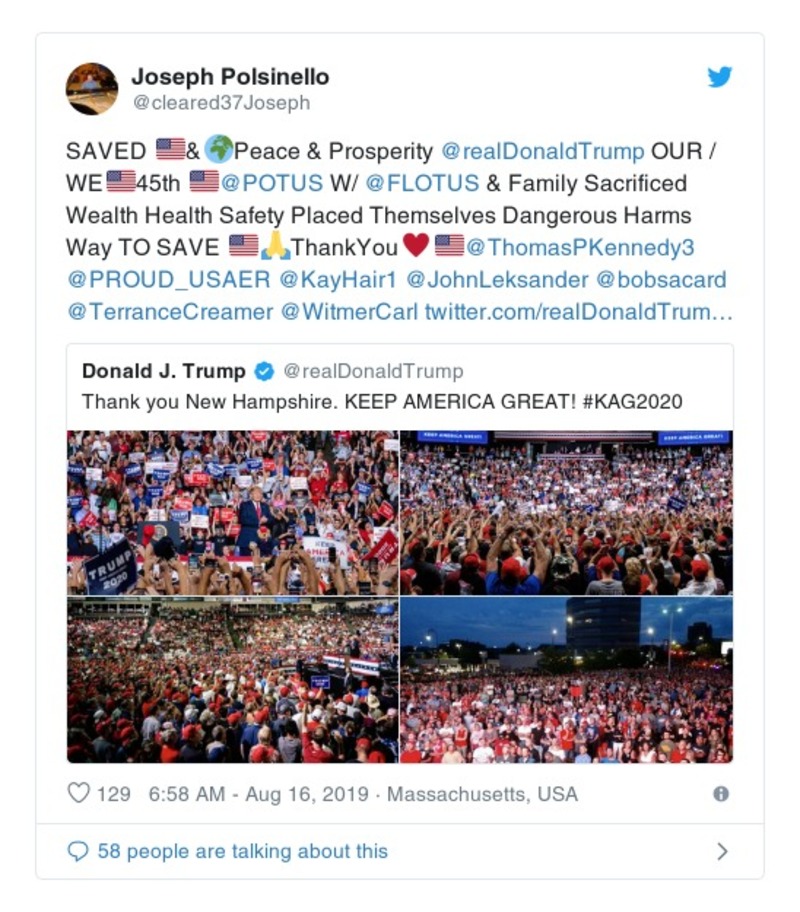 Joseph Polsinello
@cleared37Joseph
SAVED 🇺🇸& 🌍Peace & Prosperity @realDonaldTrump OUR /
WE🇺🇸45th 🇺🇸@POTUS W/ @FLOTUS & Family Sacrificed
Wealth Health Safety Placed Themselves Dangerous Harms
Way TO SAVE 🇺🇸🙏ThankYou❤️🇺🇸@ThomasPKennedy3
@PROUD_USAER @KayHair1 @JohnLeksander @bobsacard
@TerranceCreamer @WitmerCarl twitter.com/realDonaldTrum…
Donald J. Trump @realDonaldTrump
Thank you New Hampshire. KEEP AMERICA GREAT! #KAG2020
KEEP AMERICA GREAT!
KEEP AMERICA GREAT!
TRUMP
2020
129 6:58 AM - Aug 16, 2019 · Massachusetts, USA
58 people are talking about this